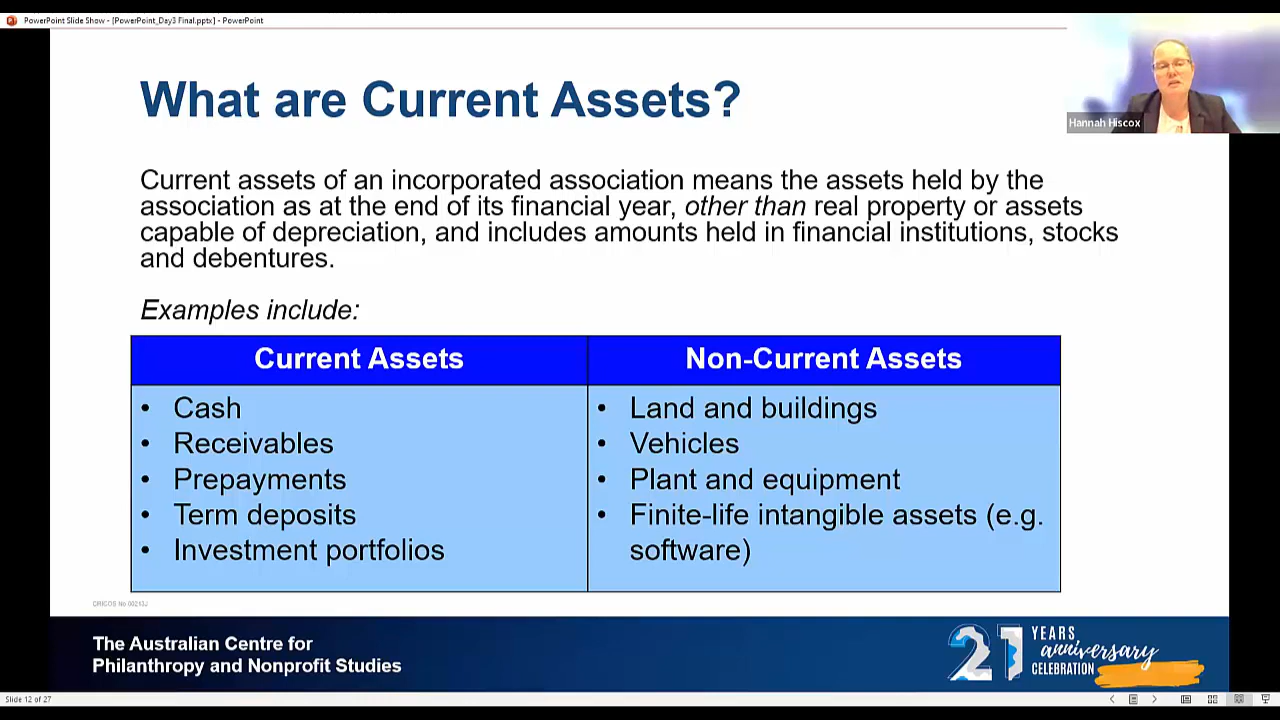 PowerPoint Slide Show - [PowerPoint_Day3 Final.pptx] - PowerPoint
What are Current Assets?
Hannah Hiscox
Current assets of an incorporated association means the assets held by the
association as at the end of its financial year, other than real property or assets
capable of depreciation, and includes amounts held in financial institutions, stocks
and debentures.
Examples include:
Current Assets
• Cash
• Receivables
• Prepayments
• Term deposits
• Investment portfolios
Non-Current Assets
• Land and buildings
• Vehicles
• Plant and equipment
• Finite-life intangible assets (e.g.
software)
CRICOS No 00213J
The Australian Centre for
Philanthropy and Nonprofit Studies
21 YEARS
anniversary
CELEBRATION
Slide 12 of 27